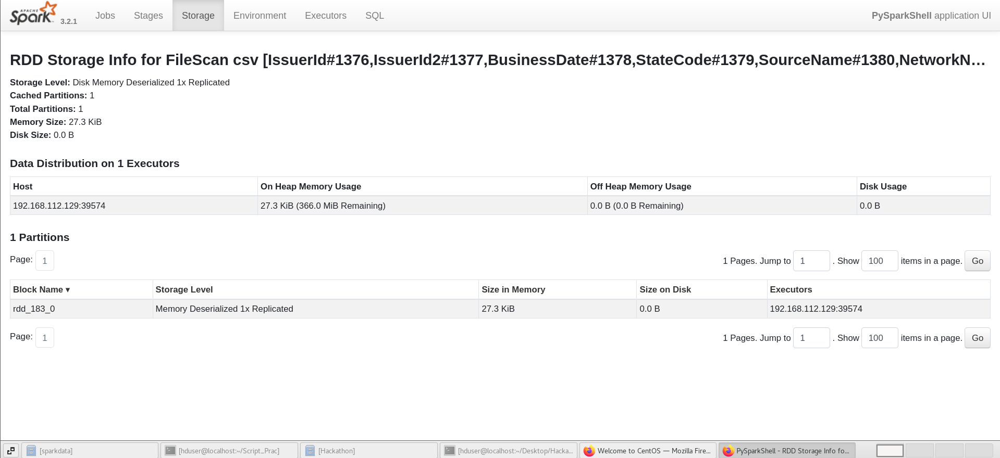 APACHE Spark 3.2.1 Jobs Stages Storage Environment Executors SQL PySparkShell application UI
RDD Storage Info for FileScan csv [IssuerId#1376,IssuerId2#1377,BusinessDate#1378,StateCode#1379,SourceName#1380,NetworkN…
Storage Level: Disk Memory Deserialized 1x Replicated
Cached Partitions: 1
Total Partitions: 1
Memory Size: 27.3 KiB
Disk Size: 0.0 B
Data Distribution on 1 Executors
Host On Heap Memory Usage Off Heap Memory Usage Disk Usage
192.168.112.129:39574 27.3 KiB (366.0 MiB Remaining) 0.0 B (0.0 B Remaining) 0.0 B
1 Partitions
Page: 1 1 Pages. Jump to 1 . Show 100 items in a page. Go
Block Name ▾ Storage Level Size in Memory Size on Disk Executors
rdd_183_0 Memory Deserialized 1x Replicated 27.3 KiB 0.0 B 192.168.112.129:39574
Page: 1 1 Pages. Jump to 1 . Show 100 items in a page. Go
[sparkdata] [hduser@localhost:~/Script_Prac] [Hackathon] [hduser@localhost:~/Desktop/Hacka… Welcome to CentOS — Mozilla Fire… PySparkShell - RDD Storage Info fo…